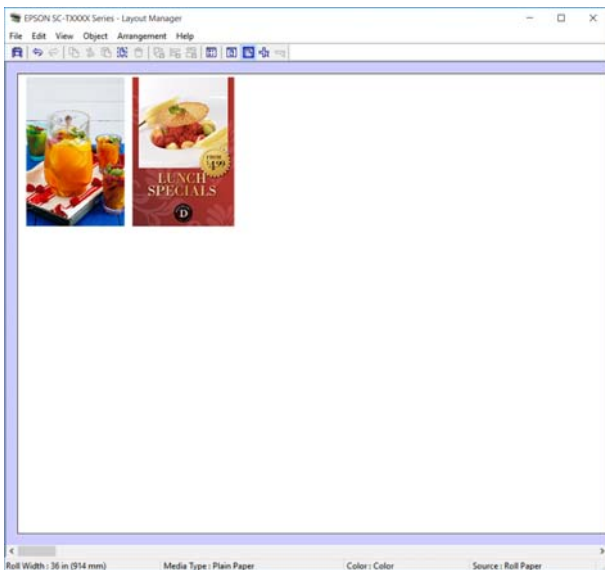 EPSON SC-TXXXX Series - Layout Manager
File Edit View Object Arrangement Help
FROM
$4.99
LUNCH
SPECIALS
D
Roll Width : 36 in (914 mm) Media Type : Plain Paper Color : Color Source : Roll Paper